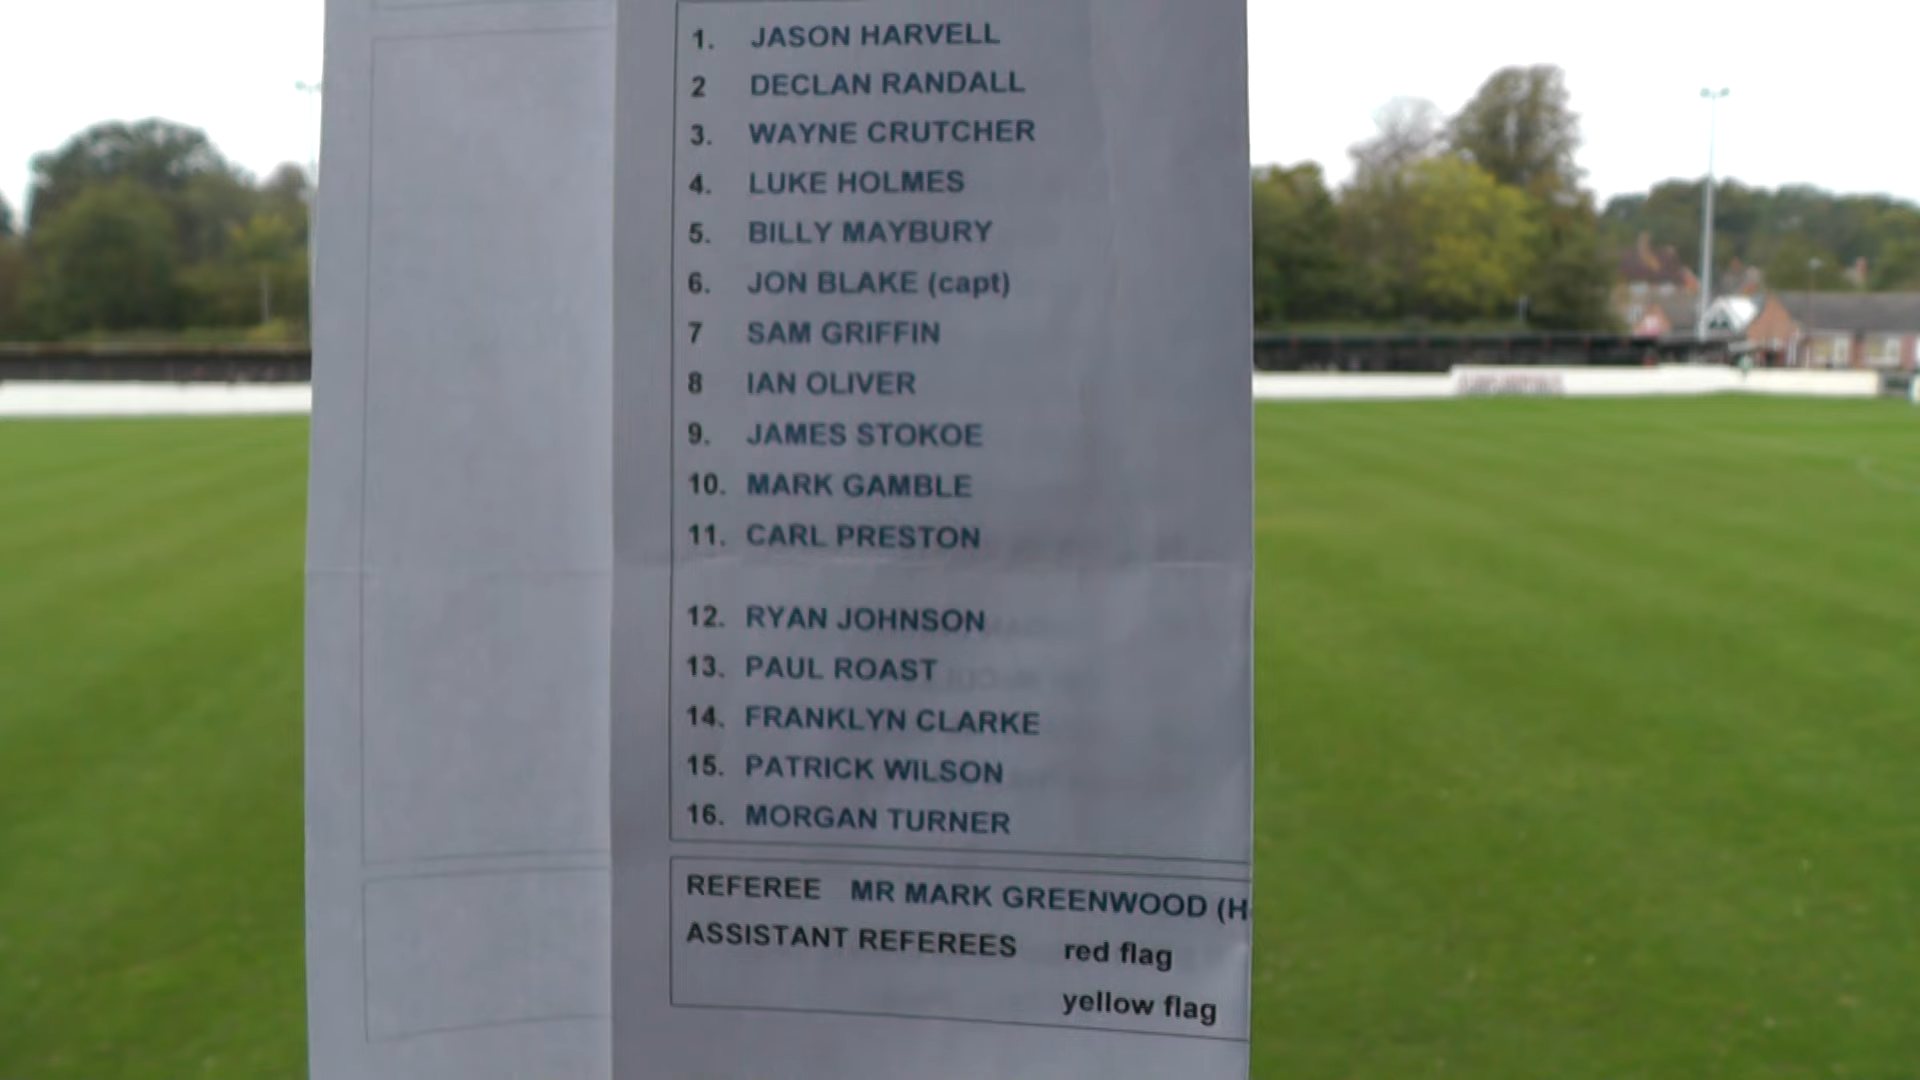 1. JASON HARVELL
2 DECLAN RANDALL
3. WAYNE CRUTCHER
4. LUKE HOLMES
5. BILLY MAYBURY
6. JON BLAKE (capt)
7 SAM GRIFFIN
8 IAN OLIVER
9. JAMES STOKOE
10. MARK GAMBLE
11. CARL PRESTON
12. RYAN JOHNSON
13. PAUL ROAST
14. FRANKLYN CLARKE
15. PATRICK WILSON
16. MORGAN TURNER
REFEREE MR MARK GREENWOOD (H
ASSISTANT REFEREES red flag
yellow flag